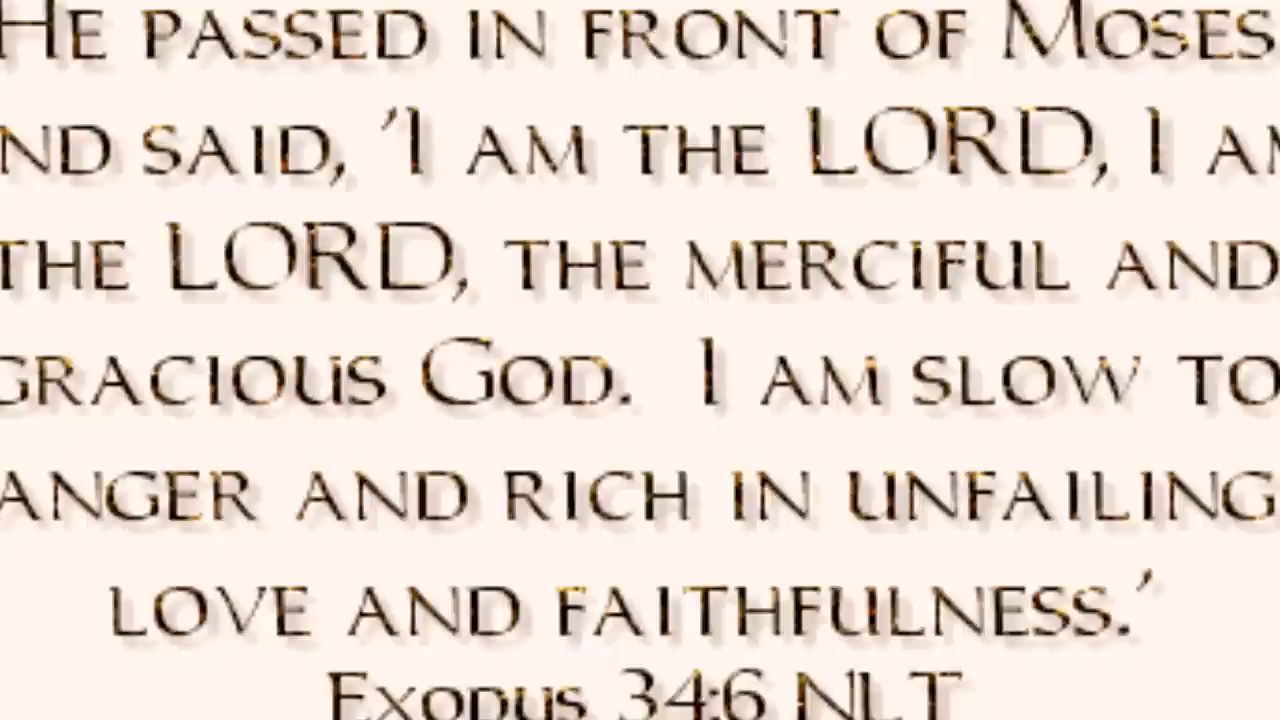 He passed in front of Moses
nd said, 'I am the LORD, I am
the LORD, the merciful and
gracious God. I am slow to
anger and rich in unfailing
love and faithfulness.'
Exodus 34:6 NLT